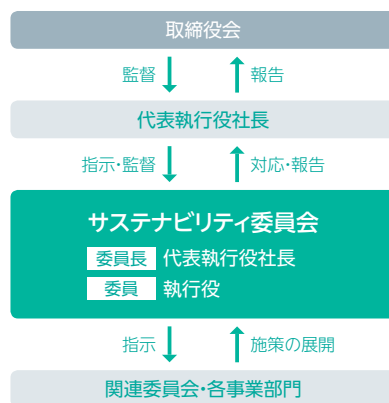 取締役会
監督 報告
代表執行役社長
指示・監督 対応・報告
サステナビリティ委員会
委員長 代表執行役社長
委員 執行役
指示 施策の展開
関連委員会・各事業部門